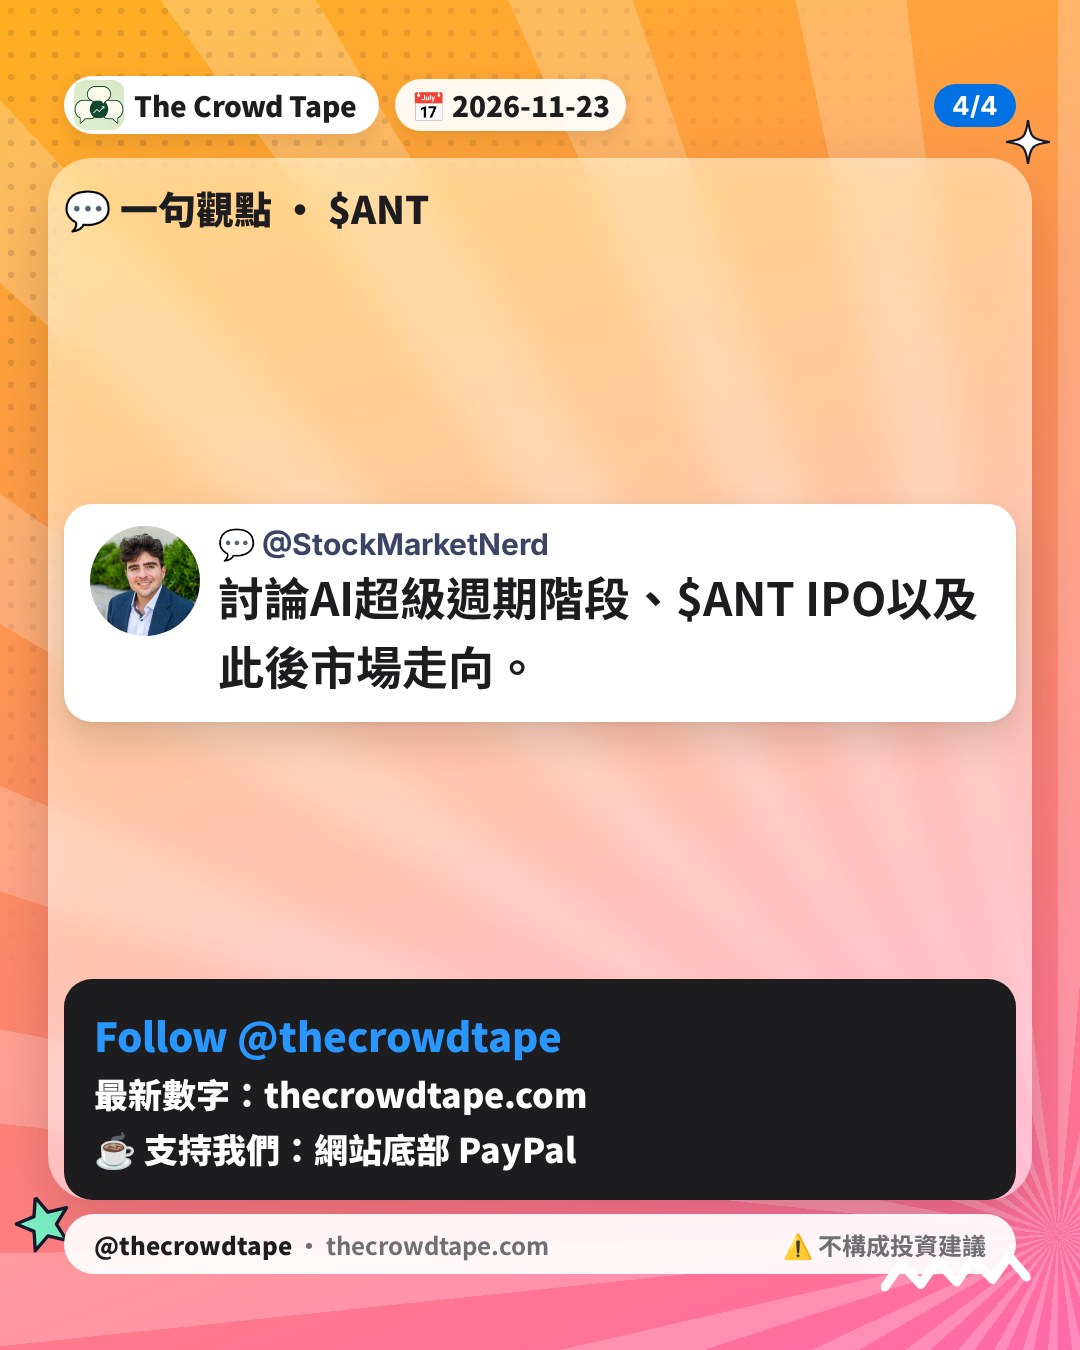 The Crowd Tape
📅 2026-11-23
4/4
💬 一句觀點 · $ANT
💬 @StockMarketNerd
討論AI超級週期階段、$ANT IPO以及
此後市場走向。
Follow @thecrowdtape
最新數字：thecrowdtape.com
☕ 支持我們：網站底部 PayPal
@thecrowdtape · thecrowdtape.com
⚠️ 不構成投資建議